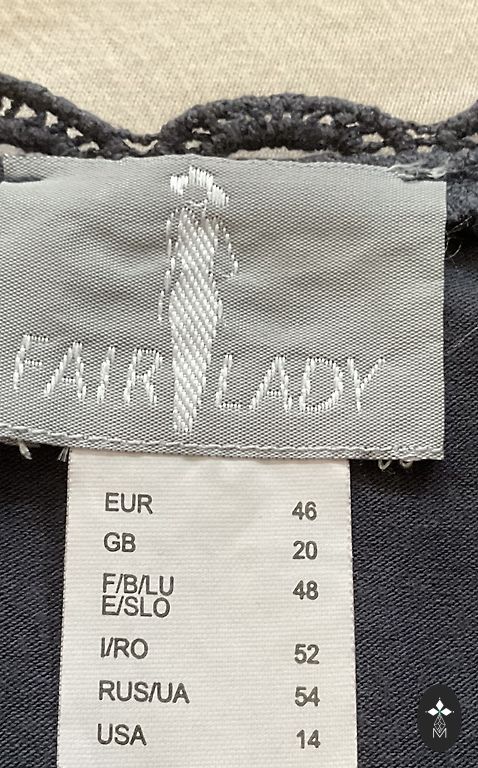 FAIR LADY
EUR 46
GB 20
F/B/LU 48
E/SLO
I/RO 52
RUS/UA 54
USA 14
M